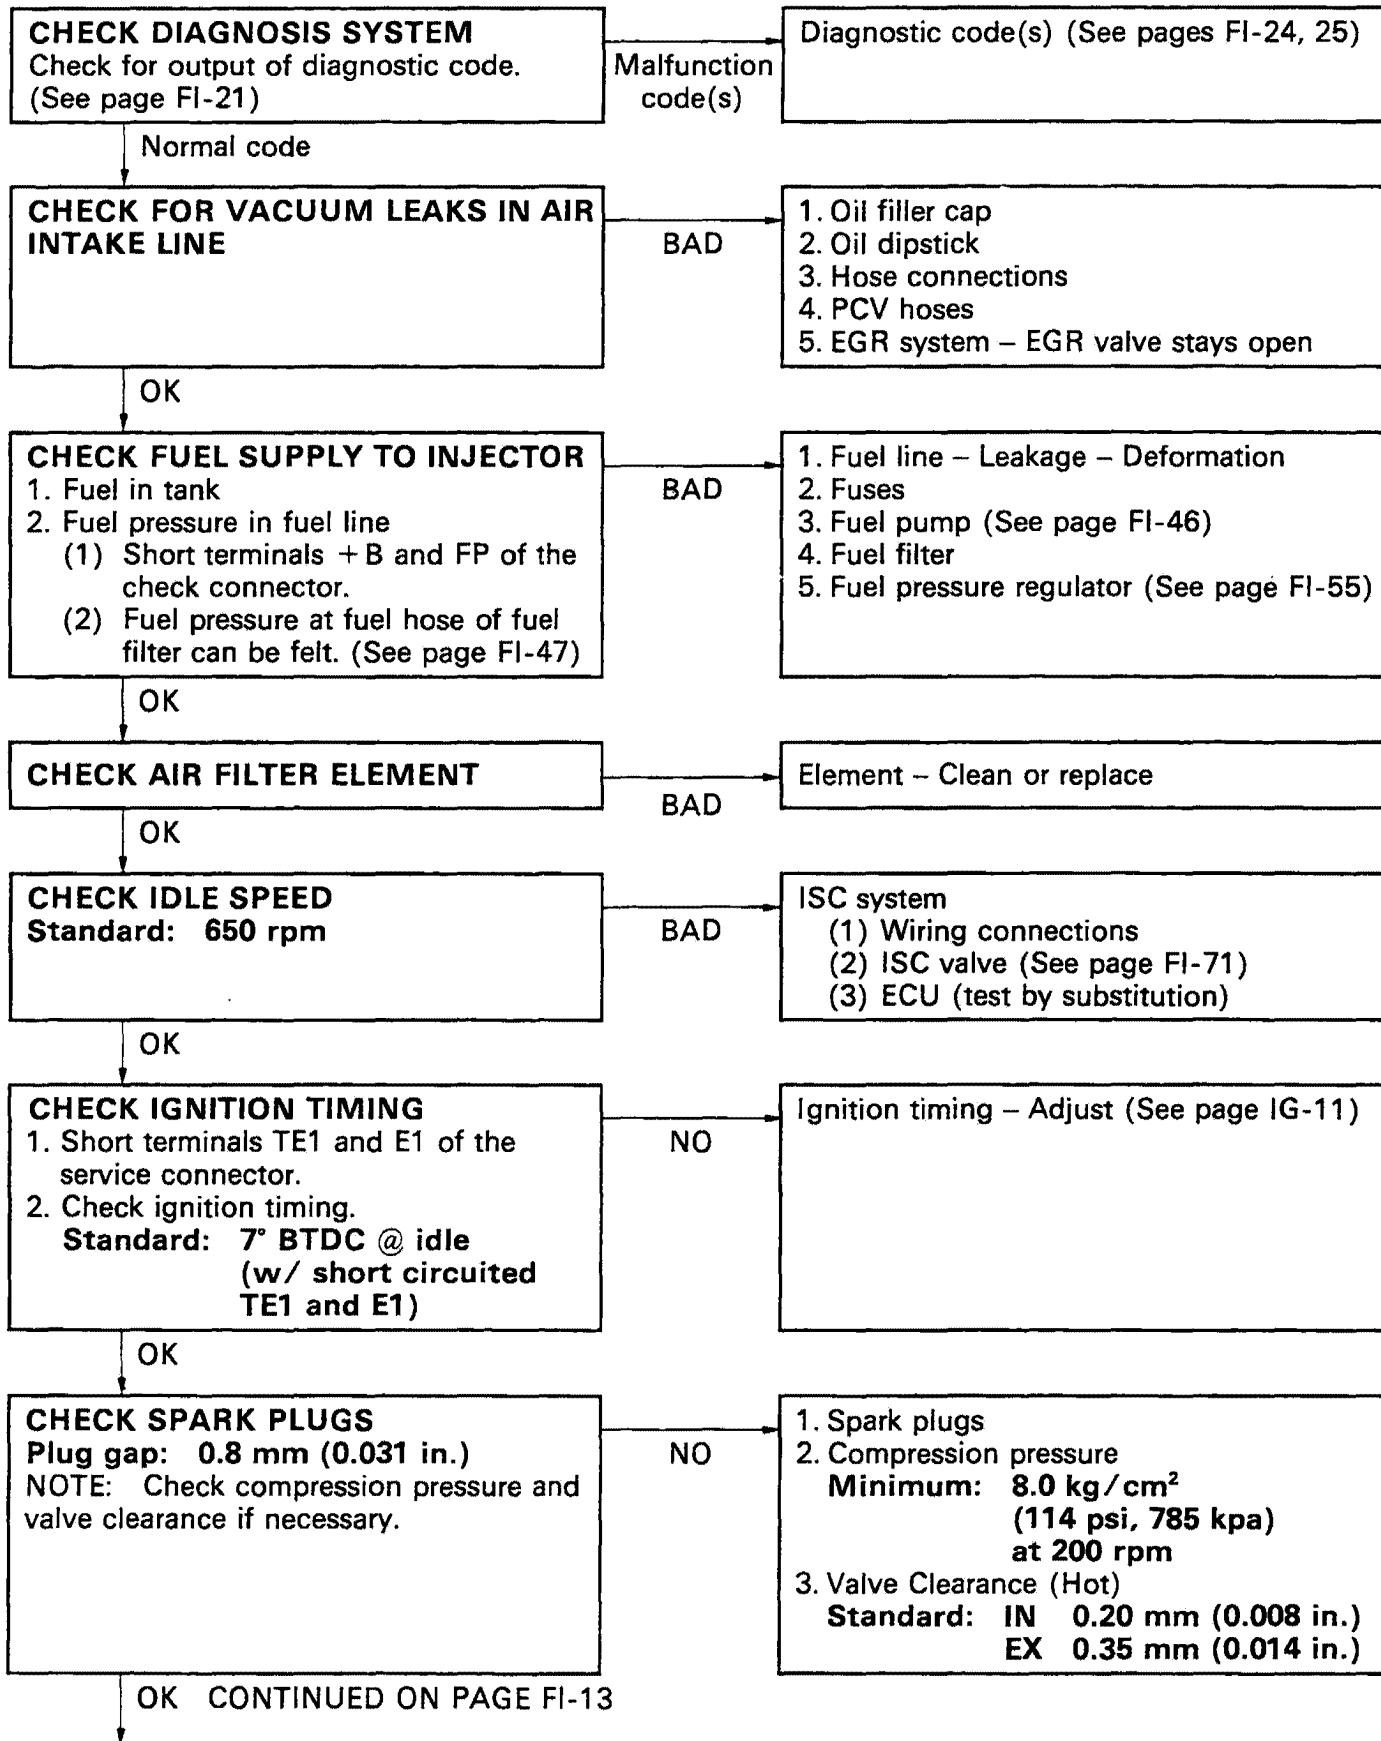 CHECK DIAGNOSIS SYSTEM
Check for output of diagnostic code.
(See page FI-21)
Malfunction
code(s)
Diagnostic code(s) (See pages FI-24, 25)
Normal code
CHECK FOR VACUUM LEAKS IN AIR
INTAKE LINE
BAD
1. Oil filler cap
2. Oil dipstick
3. Hose connections
4. PCV hoses
5. EGR system – EGR valve stays open
OK
CHECK FUEL SUPPLY TO INJECTOR
1. Fuel in tank
2. Fuel pressure in fuel line
(1) Short terminals +B and FP of the
check connector.
(2) Fuel pressure at fuel hose of fuel
filter can be felt. (See page FI-47)
BAD
1. Fuel line – Leakage – Deformation
2. Fuses
3. Fuel pump (See page FI-46)
4. Fuel filter
5. Fuel pressure regulator (See page FI-55)
OK
CHECK AIR FILTER ELEMENT
BAD
Element – Clean or replace
OK
CHECK IDLE SPEED
Standard: 650 rpm
BAD
ISC system
(1) Wiring connections
(2) ISC valve (See page FI-71)
(3) ECU (test by substitution)
OK
CHECK IGNITION TIMING
1. Short terminals TE1 and E1 of the
service connector.
2. Check ignition timing.
Standard: 7° BTDC @ idle
(w/ short circuited
TE1 and E1)
NO
Ignition timing – Adjust (See page IG-11)
OK
CHECK SPARK PLUGS
Plug gap: 0.8 mm (0.031 in.)
NOTE: Check compression pressure and
valve clearance if necessary.
NO
1. Spark plugs
2. Compression pressure
Minimum: 8.0 kg/cm²
(114 psi, 785 kpa)
at 200 rpm
3. Valve Clearance (Hot)
Standard: IN 0.20 mm (0.008 in.)
EX 0.35 mm (0.014 in.)
OK CONTINUED ON PAGE FI-13